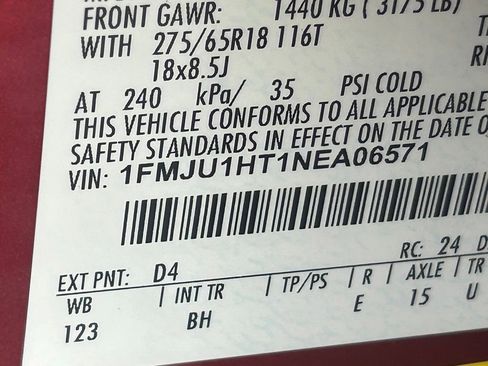 FRONT GAWR: 1440 KG ( 3175 LB)
WITH 275/65R18 116T
18x8.5J
AT 240 kPa/ 35 PSI COLD
THIS VEHICLE CONFORMS TO ALL APPLICABLE
SAFETY STANDARDS IN EFFECT ON THE DATE O
VIN: 1FMJU1HT1NEA06571
EXT PNT: D4 RC: 24 D
WB | INT TR | TP/PS | R | AXLE | TR
123 BH E 15 U